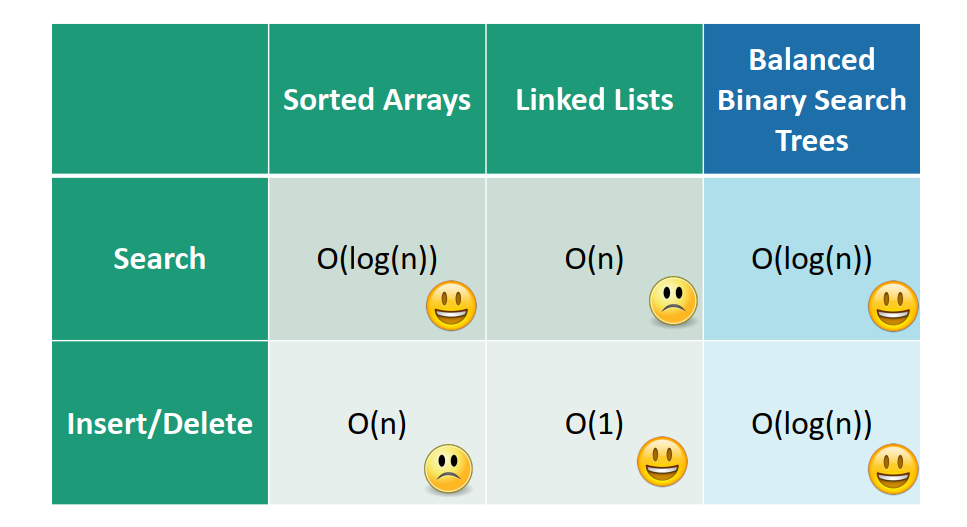 Sorted Arrays
Linked Lists
Balanced
Binary Search
Trees
Search
O(log(n))
O(n)
O(log(n))
Insert/Delete
O(n)
O(1)
O(log(n))